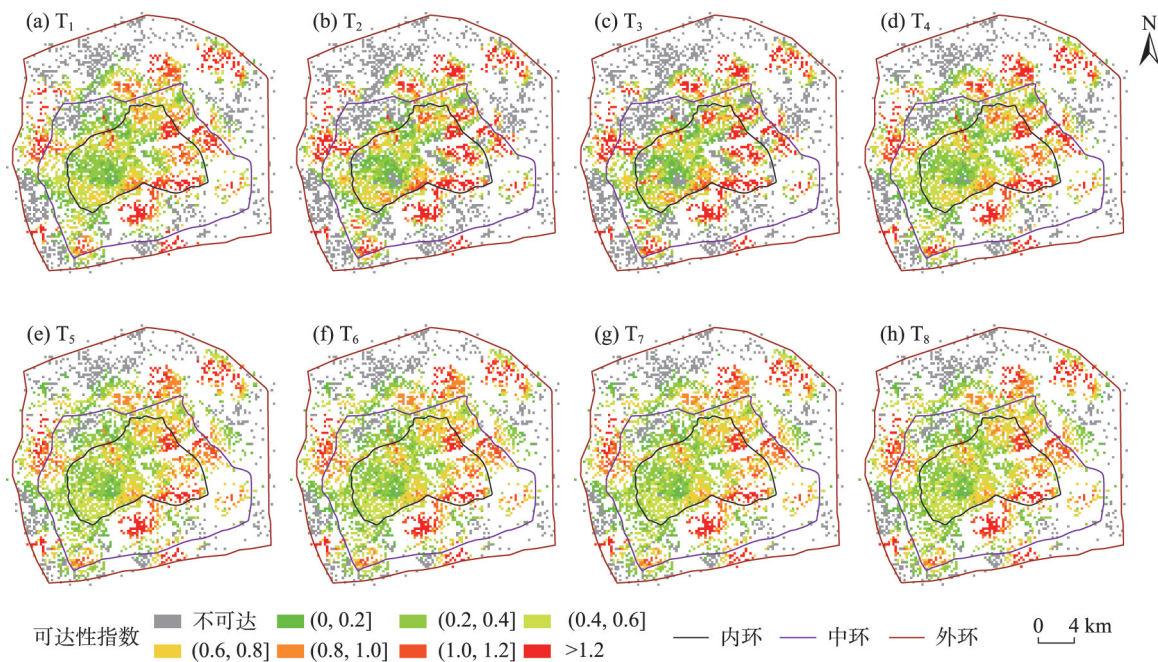 (a) T₁ (b) T₂ (c) T₃ (d) T₄ N
(e) T₅ (f) T₆ (g) T₇ (h) T₈
可达性指数 不可达 (0, 0.2] (0.2, 0.4] (0.4, 0.6] 内环 中环 外环 0 4 km
(0.6, 0.8] (0.8, 1.0] (1.0, 1.2] >1.2